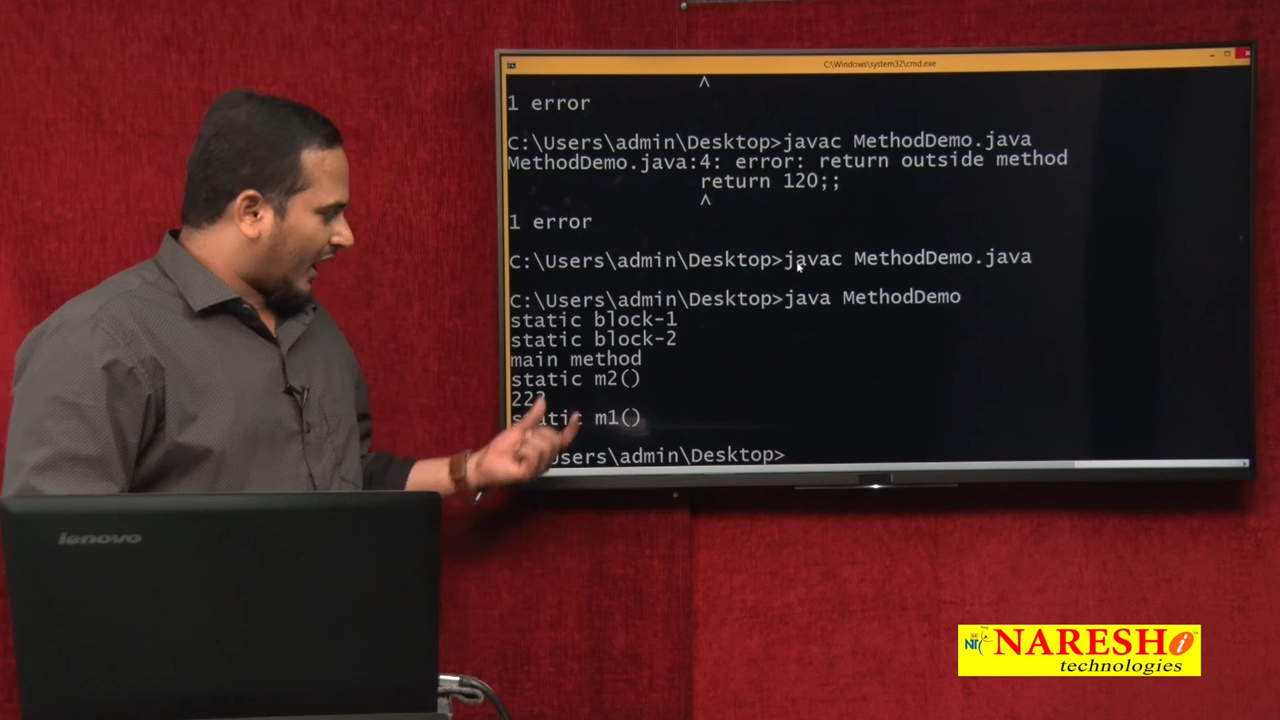 C:\Windows\system32\cmd.exe
^
1 error
C:\Users\admin\Desktop>javac MethodDemo.java
MethodDemo.java:4: error: return outside method
return 120;;
^
1 error
C:\Users\admin\Desktop>javac MethodDemo.java
C:\Users\admin\Desktop>java MethodDemo
static block-1
static block-2
main method
static m2()
static m1()
\Desktop>
lenovo
NARESH i
technologies